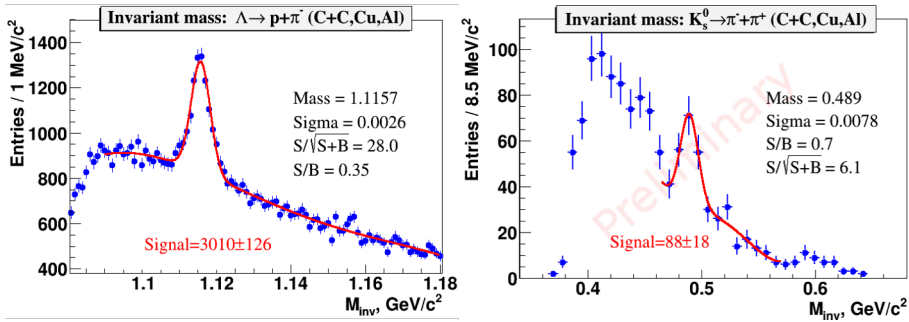 Invariant mass: Λ→ p+π⁻ (C+C,Cu,Al)
Entries / 1 MeV/c²
1400
1200
1000
800
600
400
Mass = 1.1157
Sigma = 0.0026
S/√S+B = 28.0
S/B = 0.35
Signal=3010±126
1.1
1.12
1.14
1.16
1.18
M_inv, GeV/c²
Invariant mass: K⁰_s→π⁻+π⁺ (C+C,Cu,Al)
Entries / 8.5 MeV/c²
100
80
60
40
20
0
Mass = 0.489
Sigma = 0.0078
S/B = 0.7
S/√S+B = 6.1
Preliminary
Signal=88±18
0.4
0.5
0.6
M_inv, GeV/c²